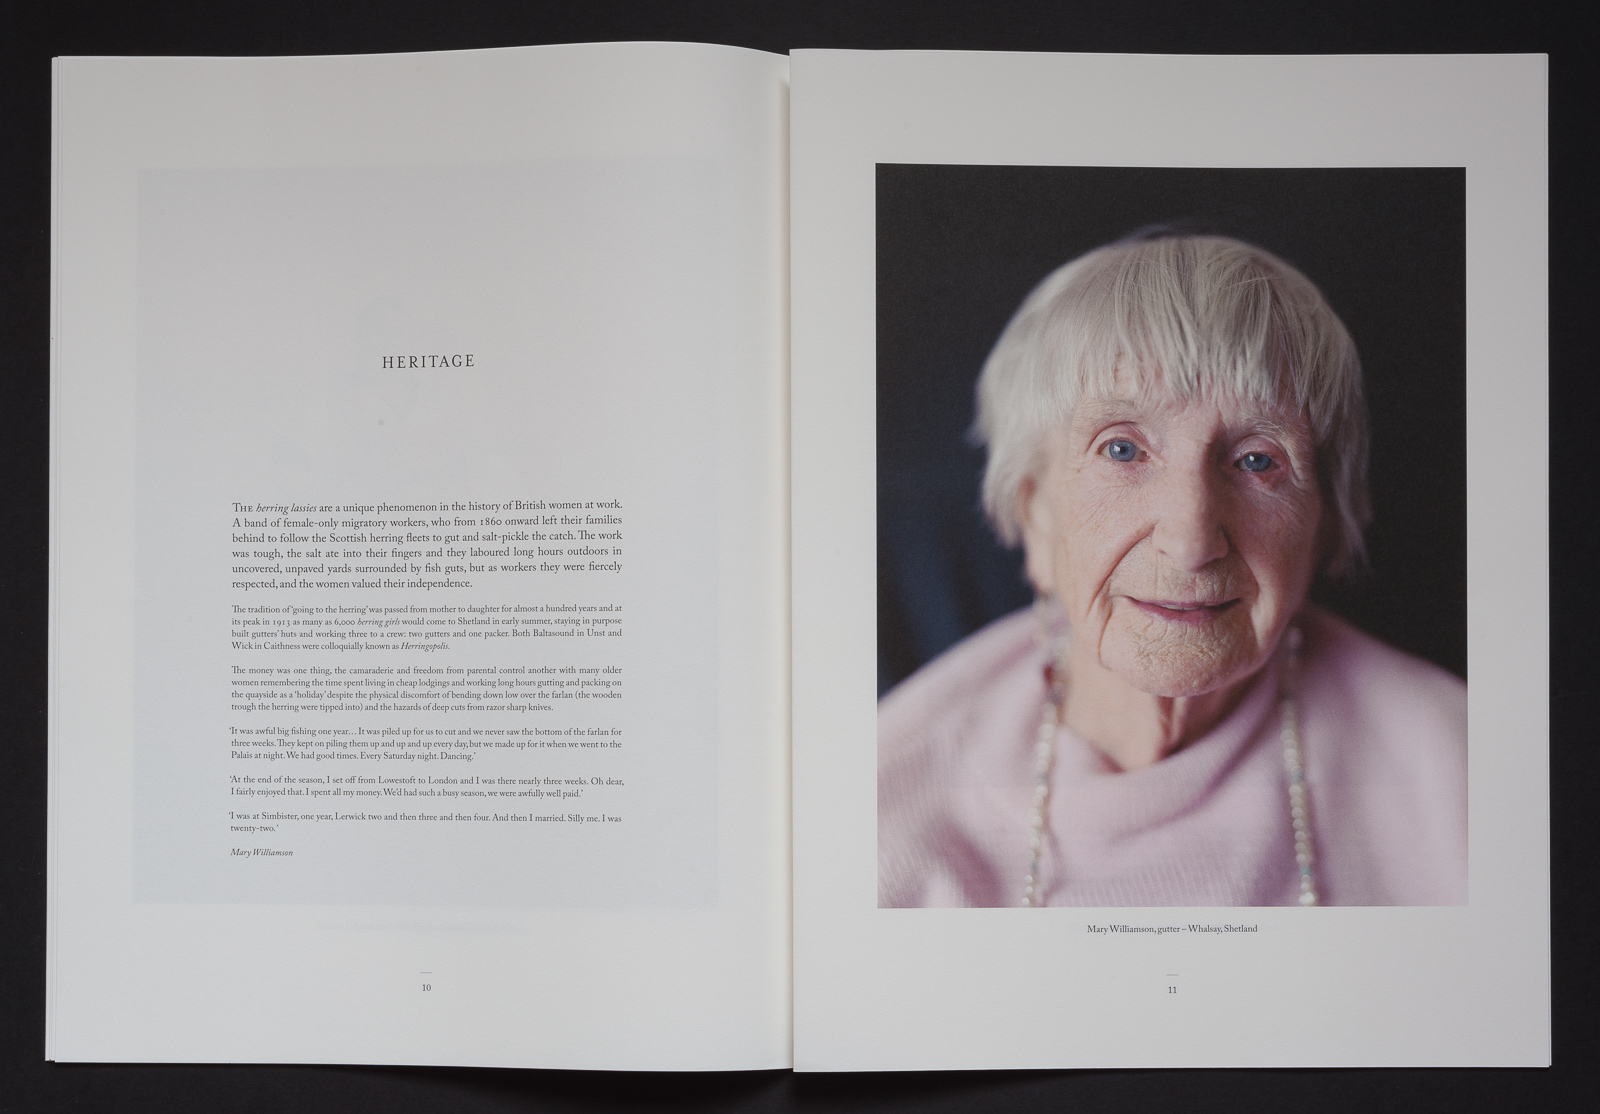 HERITAGE
THE herring lassies are a unique phenomenon in the history of British women at work.
A band of female-only migratory workers, who from 1860 onward left their families
behind to follow the Scottish herring fleets to gut and salt-pickle the catch. The work
was tough, the salt ate into their fingers and they laboured long hours outdoors in
uncovered, unpaved yards surrounded by fish guts, but as workers they were fiercely
respected, and the women valued their independence.
The tradition of ‘going to the herring’ was passed from mother to daughter for almost a hundred years and at
its peak in 1913 as many as 6,000 herring girls would come to Shetland in early summer, staying in purpose
built gutters’ huts and working three to a crew: two gutters and one packer. Both Baltasound in Unst and
Wick in Caithness were colloquially known as Herringopolis.
The money was one thing, the camaraderie and freedom from parental control another with many older
women remembering the time spent living in cheap lodgings and working long hours gutting and packing on
the quayside as a ‘holiday’ despite the physical discomfort of bending down low over the farlan (the wooden
trough the herring were tipped into) and the hazards of deep cuts from razor sharp knives.
‘It was awful big fishing one year… It was piled up for us to cut and we never saw the bottom of the farlan for
three weeks. They kept on piling them up and up and up every day, but we made up for it when we went to the
Palais at night. We had good times. Every Saturday night. Dancing.’
‘At the end of the season, I set off from Lowestoft to London and I was there nearly three weeks. Oh dear,
I fairly enjoyed that. I spent all my money. We’d had such a busy season, we were awfully well paid.’
‘I was at Simbister, one year, Lerwick two and then three and then four. And then I married. Silly me. I was
twenty-two.’
Mary Williamson
10
Mary Williamson, gutter – Whalsay, Shetland
11